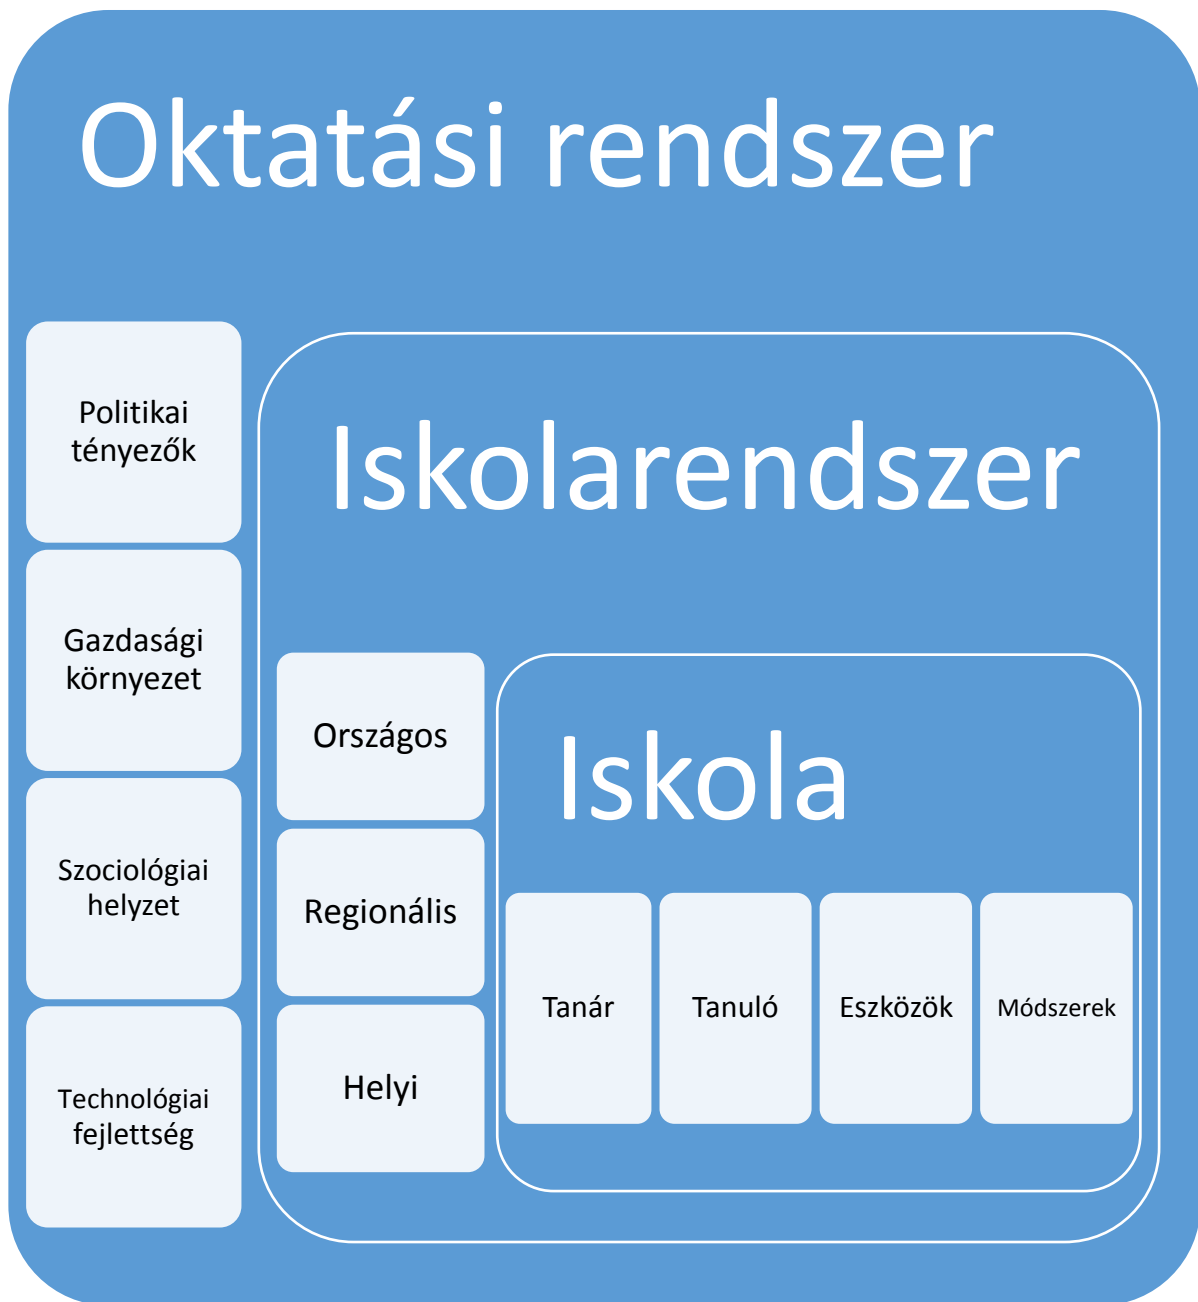 Oktatási rendszer
Politikai
tényezők
Gazdasági
környezet
Szociológiai
helyzet
Technológiai
fejlettség
Iskolarendszer
Országos
Regionális
Helyi
Iskola
Tanár
Tanuló
Eszközök
Módszerek